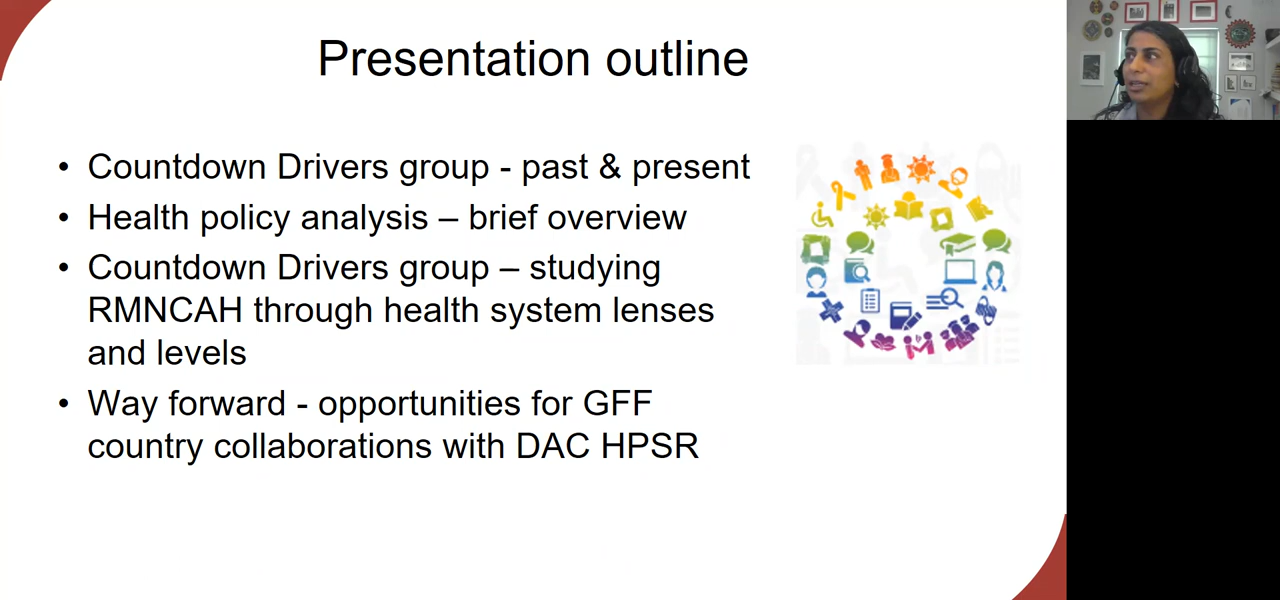 Presentation outline
• Countdown Drivers group - past & present
• Health policy analysis – brief overview
• Countdown Drivers group – studying
RMNCAH through health system lenses
and levels
• Way forward - opportunities for GFF
country collaborations with DAC HPSR